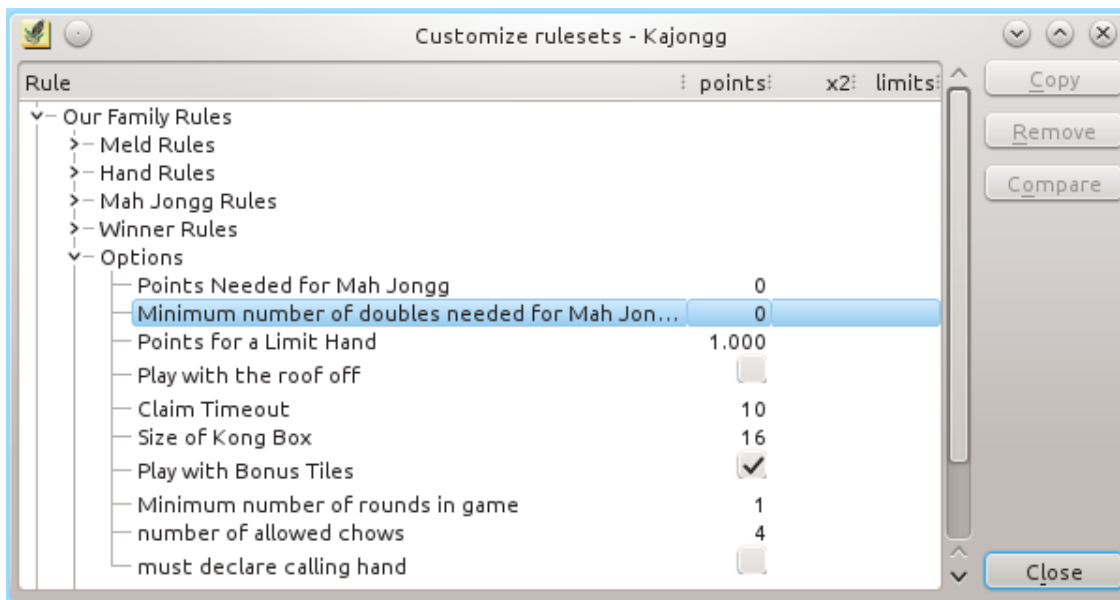 Customize rulesets - Kajongg
Rule points x2 limits
Our Family Rules
Meld Rules
Hand Rules
Mah Jongg Rules
Winner Rules
Options
Points Needed for Mah Jongg 0
Minimum number of doubles needed for Mah Jon... 0
Points for a Limit Hand 1.000
Play with the roof off
Claim Timeout 10
Size of Kong Box 16
Play with Bonus Tiles
Minimum number of rounds in game 1
number of allowed chows 4
must declare calling hand
Copy
Remove
Compare
Close